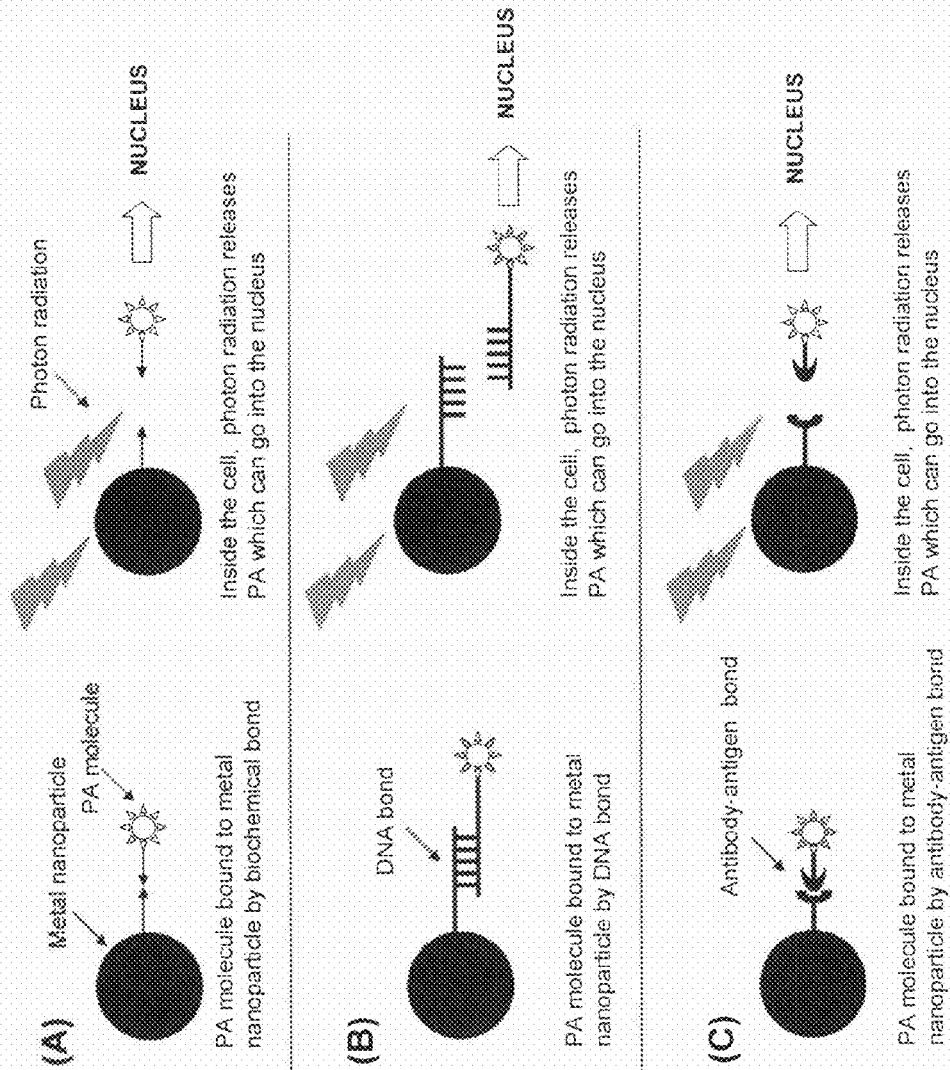 (A)
Metal nanoparticle
PA molecule
PA molecule bound to metal
nanoparticle by biochemical bond
Photon radiation
NUCLEUS
Inside the cell, photon radiation releases
PA which can go into the nucleus
(B)
DNA bond
PA molecule bound to metal
nanoparticle by DNA bond
NUCLEUS
Inside the cell, photon radiation releases
PA which can go into the nucleus
(C)
Antibody-antigen bond
PA molecule bound to metal
nanoparticle by antibody-antigen bond
NUCLEUS
Inside the cell, photon radiation releases
PA which can go into the nucleus